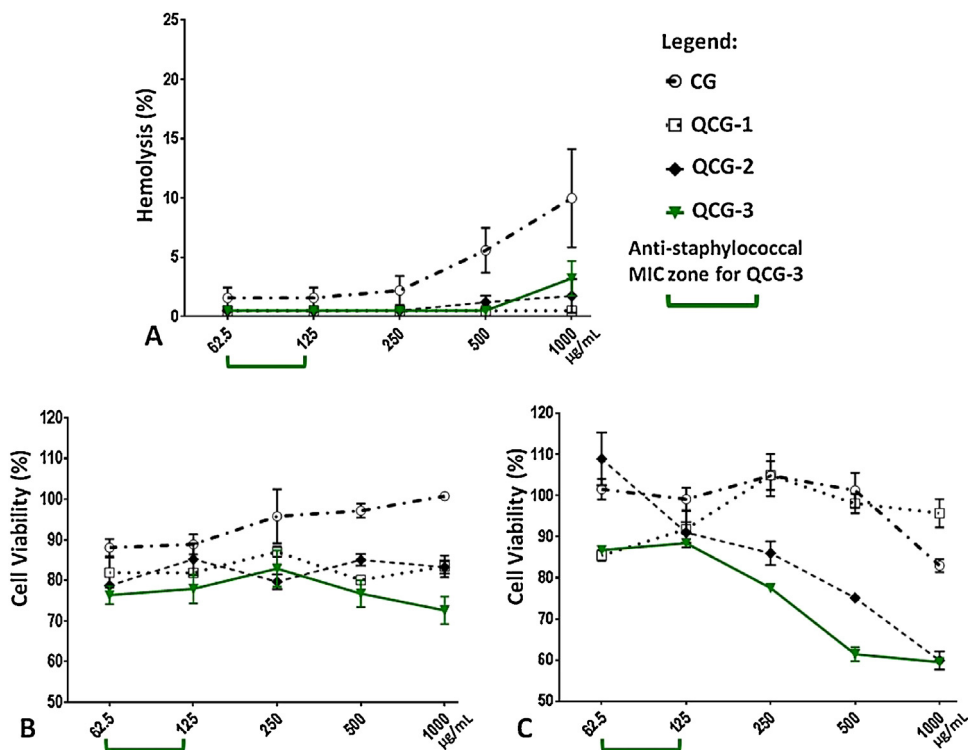 25
20
15
10
5
0
Hemolysis (%)
A
62.5
125
250
500
1000
µg/mL
Legend:
CG
QCG-1
QCG-2
QCG-3
Anti-staphylococcal
MIC zone for QCG-3
120
110
100
90
80
70
60
50
Cell Viability (%)
B
62.5
125
250
500
1000
µg/mL
120
110
100
90
80
70
60
50
Cell Viability (%)
C
62.5
125
250
500
1000
µg/mL